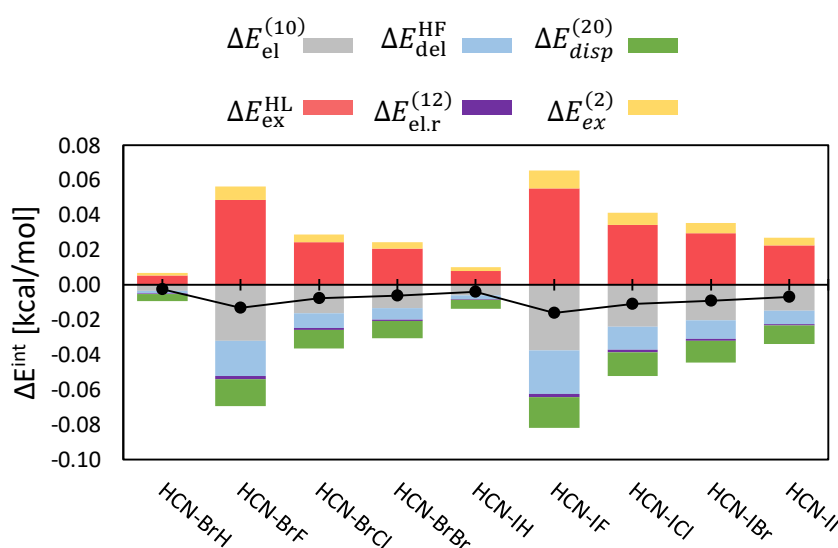 ΔE_el^(10) ΔE_del^HF ΔE_disp^(20)
ΔE_ex^HL ΔE_el.r^(12) ΔE_ex^(2)
0.08
0.06
0.04
0.02
0.00
-0.02
-0.04
-0.06
-0.08
-0.10
ΔE^int [kcal/mol]
HCN-BrH
HCN-BrF
HCN-BrCl
HCN-BrBr
HCN-IH
HCN-IF
HCN-ICl
HCN-IBr
HCN-II